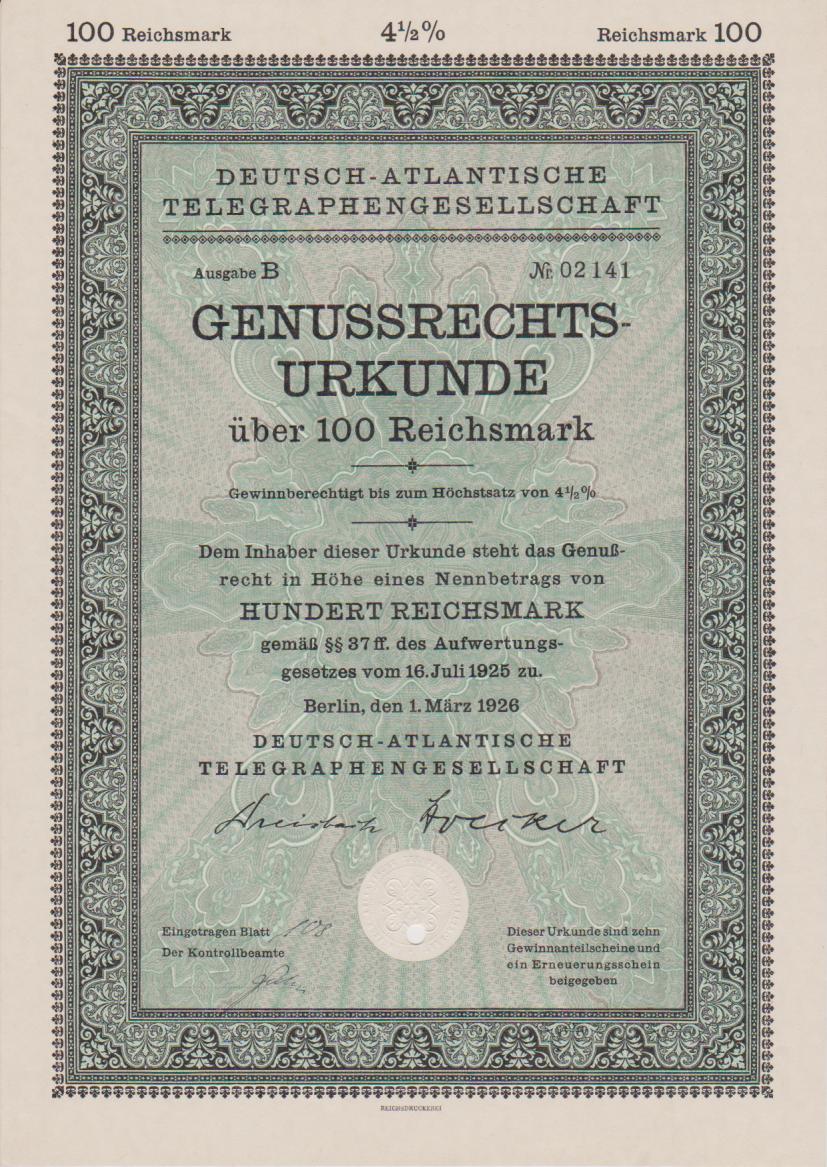 100 Reichsmark 4½% Reichsmark 100
DEUTSCH-ATLANTISCHE
TELEGRAPHENGESELLSCHAFT
Ausgabe B Nr. 02141
GENUSSRECHTS-
URKUNDE
über 100 Reichsmark
Gewinnberechtigt bis zum Höchstsatz von 4½%
Dem Inhaber dieser Urkunde steht das Genuß-
recht in Höhe eines Nennbetrags von
HUNDERT REICHSMARK
gemäß §§ 37 ff. des Aufwertungs-
gesetzes vom 16. Juli 1925 zu.
Berlin, den 1. März 1926
DEUTSCH-ATLANTISCHE
TELEGRAPHENGESELLSCHAFT
Eingetragen Blatt
Der Kontrollbeamte
Dieser Urkunde sind zehn
Gewinnanteilscheine und
ein Erneuerungsschein
beigegeben
REICHSDRUCKEREI